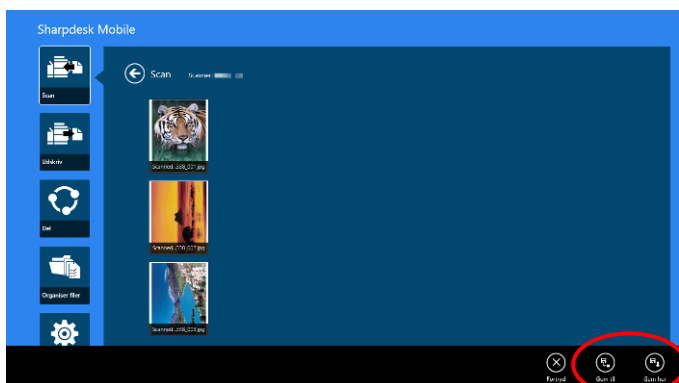 Sharpdesk Mobile
Scan
Scan
Udskriv
Del
Organiser filer
Fortryd
Gem til
Gem her